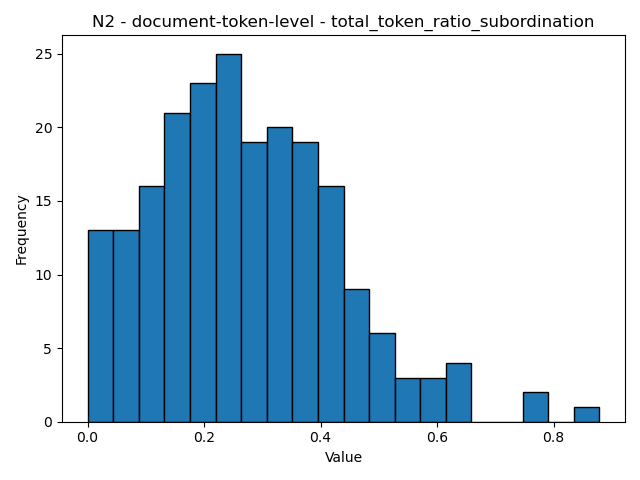 N2 - document-token-level - total_token_ratio_subordination
Frequency
25
20
15
10
5
0
0.0 0.2 0.4 0.6 0.8
Value